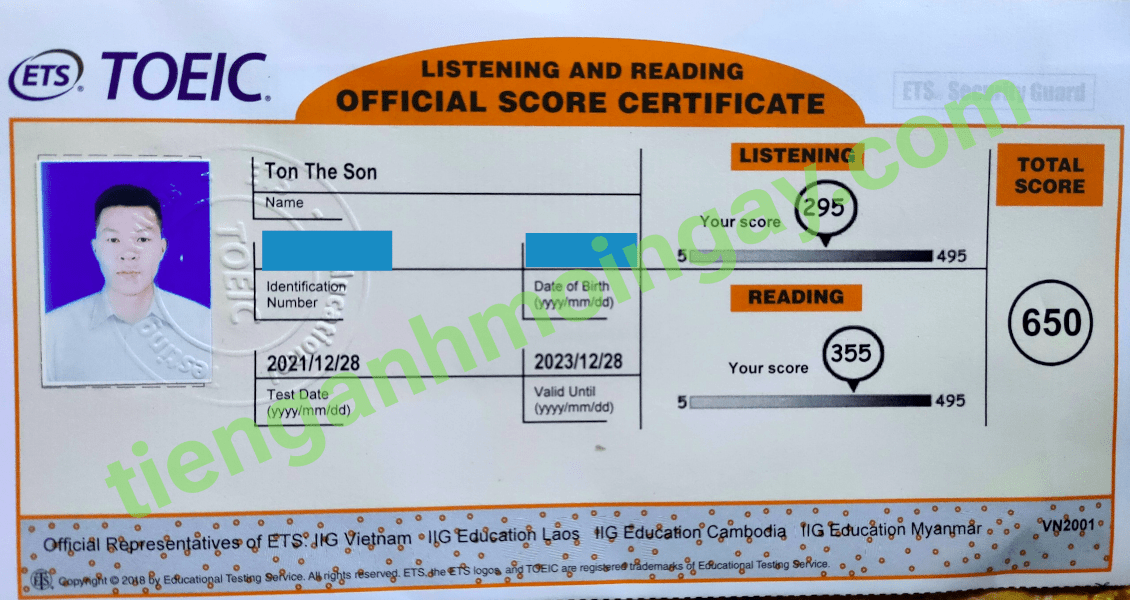 ETS® TOEIC®
LISTENING AND READING
OFFICIAL SCORE CERTIFICATE
ETS® Security Guard
Ton The Son
Name
Identification
Number
Date of Birth
(yyyy/mm/dd)
2021/12/28
Test Date
(yyyy/mm/dd)
2023/12/28
Valid Until
(yyyy/mm/dd)
LISTENING
Your score 295
5 495
READING
Your score 355
5 495
TOTAL
SCORE
650
TOEIC
TOEIC
tienganhmoingay.com
Official Representatives of ETS: IIG Vietnam IIG Education Laos IIG Education Cambodia IIG Education Myanmar VN2001
ETS Copyright © 2018 by Educational Testing Service. All rights reserved. ETS, the ETS logos, and TOEIC are registered trademarks of Educational Testing Service.